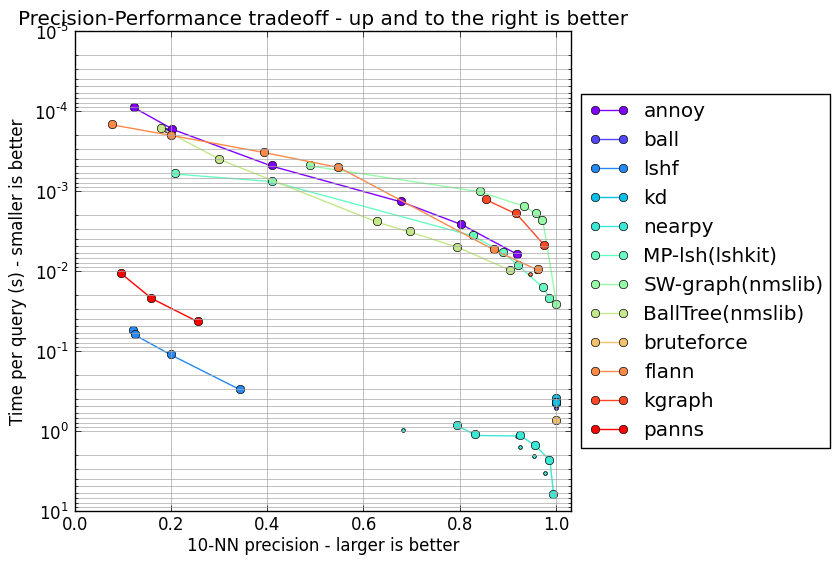 Precision-Performance tradeoff - up and to the right is better
10-5
10-4
10-3
10-2
10-1
100
101
Time per query (s) - smaller is better
0.0 0.2 0.4 0.6 0.8 1.0
10-NN precision - larger is better
annoy
ball
lshf
kd
nearpy
MP-lsh(lshkit)
SW-graph(nmslib)
BallTree(nmslib)
bruteforce
flann
kgraph
panns